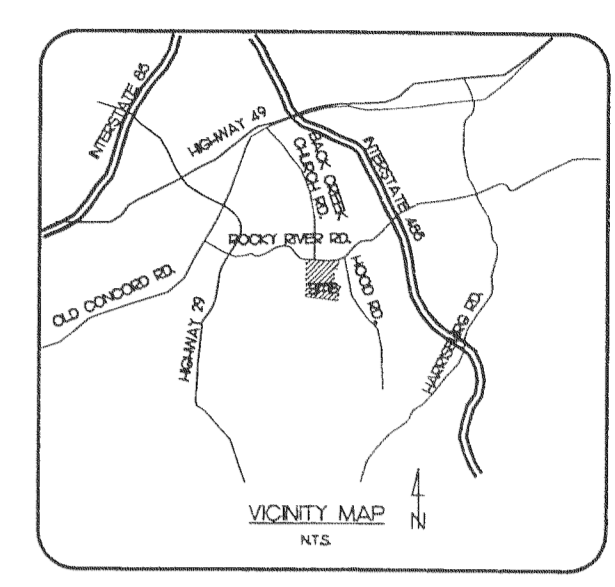 INTERSTATE 85
HIGHWAY 49
BACK CREEK
CHURCH RD.
INTERSTATE 485
ROCKY RIVER RD.
HOOD RD.
OLD CONCORD RD.
HIGHWAY 29
HARRISBURG RD.
SITE
VICINITY MAP
N
N.T.S.